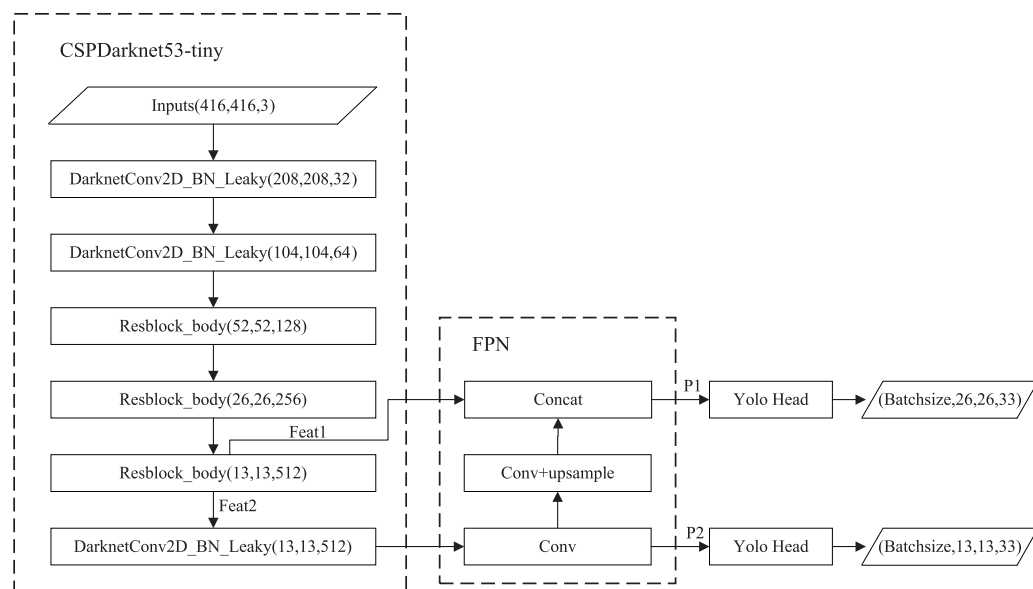 CSPDarknet53-tiny
Inputs(416,416,3)
DarknetConv2D_BN_Leaky(208,208,32)
DarknetConv2D_BN_Leaky(104,104,64)
Resblock_body(52,52,128)
Resblock_body(26,26,256)
Feat1
Resblock_body(13,13,512)
Feat2
DarknetConv2D_BN_Leaky(13,13,512)
FPN
Concat
Conv+upsample
Conv
P1
Yolo Head
(Batchsize,26,26,33)
P2
Yolo Head
(Batchsize,13,13,33)